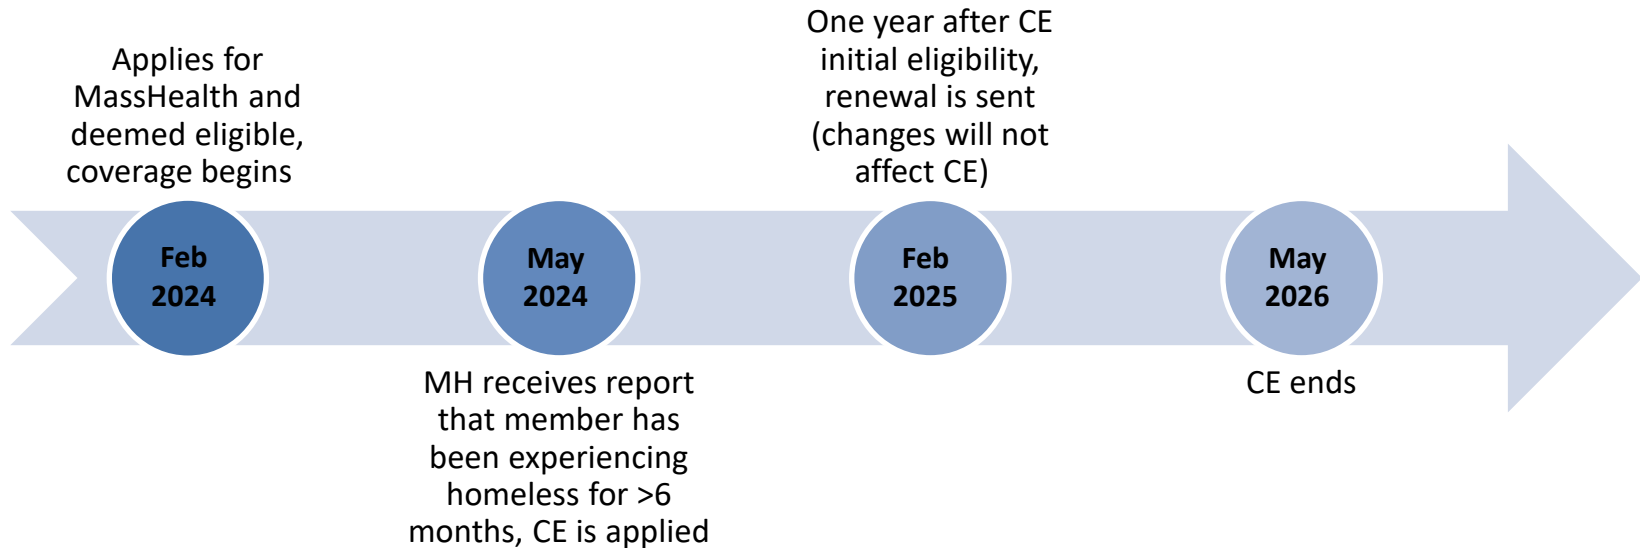 Applies for
MassHealth and
deemed eligible,
coverage begins
Feb
2024
May
2024
MH receives report
that member has
been experiencing
homeless for >6
months, CE is applied
One year after CE
initial eligibility,
renewal is sent
(changes will not
affect CE)
Feb
2025
May
2026
CE ends